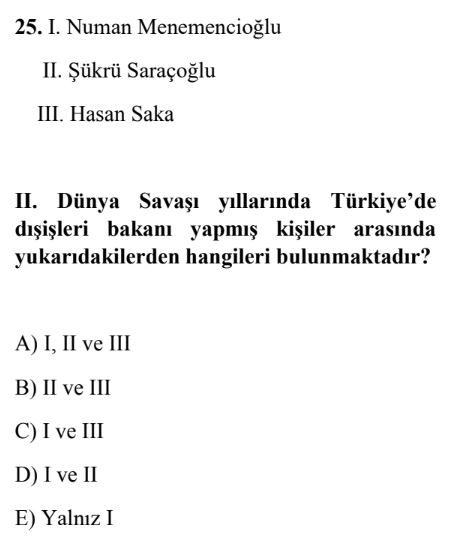 25. I. Numan Menemencioğlu
II. Şükrü Saraçoğlu
III. Hasan Saka
II. Dünya Savaşı yıllarında Türkiye’de
dışişleri bakanı yapmış kişiler arasında
yukarıdakilerden hangileri bulunmaktadır?
A) I, II ve III
B) II ve III
C) I ve III
D) I ve II
E) Yalnız I